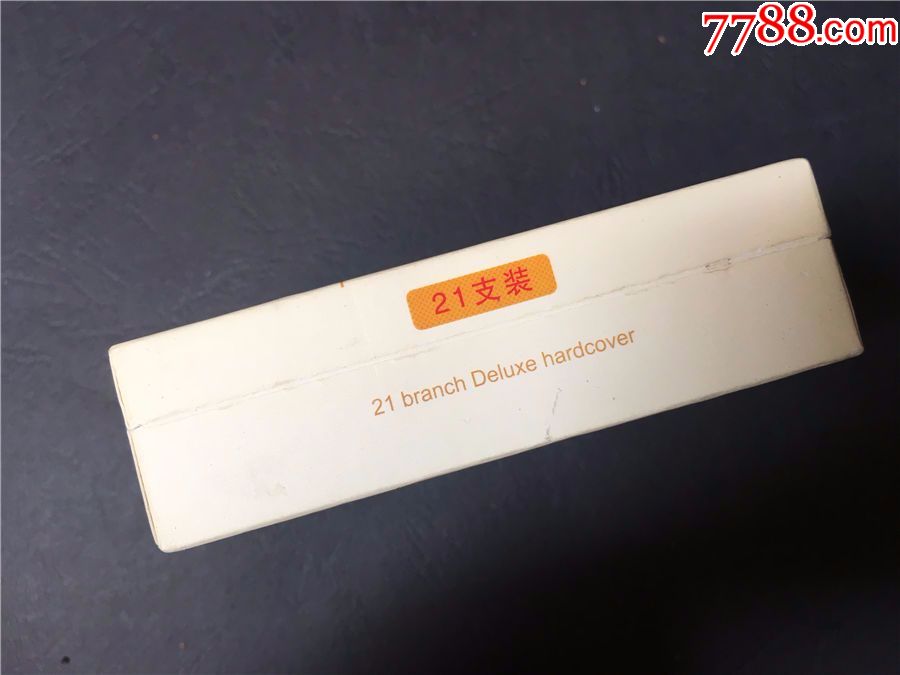 7788.com
21支装
21 branch Deluxe hardcover